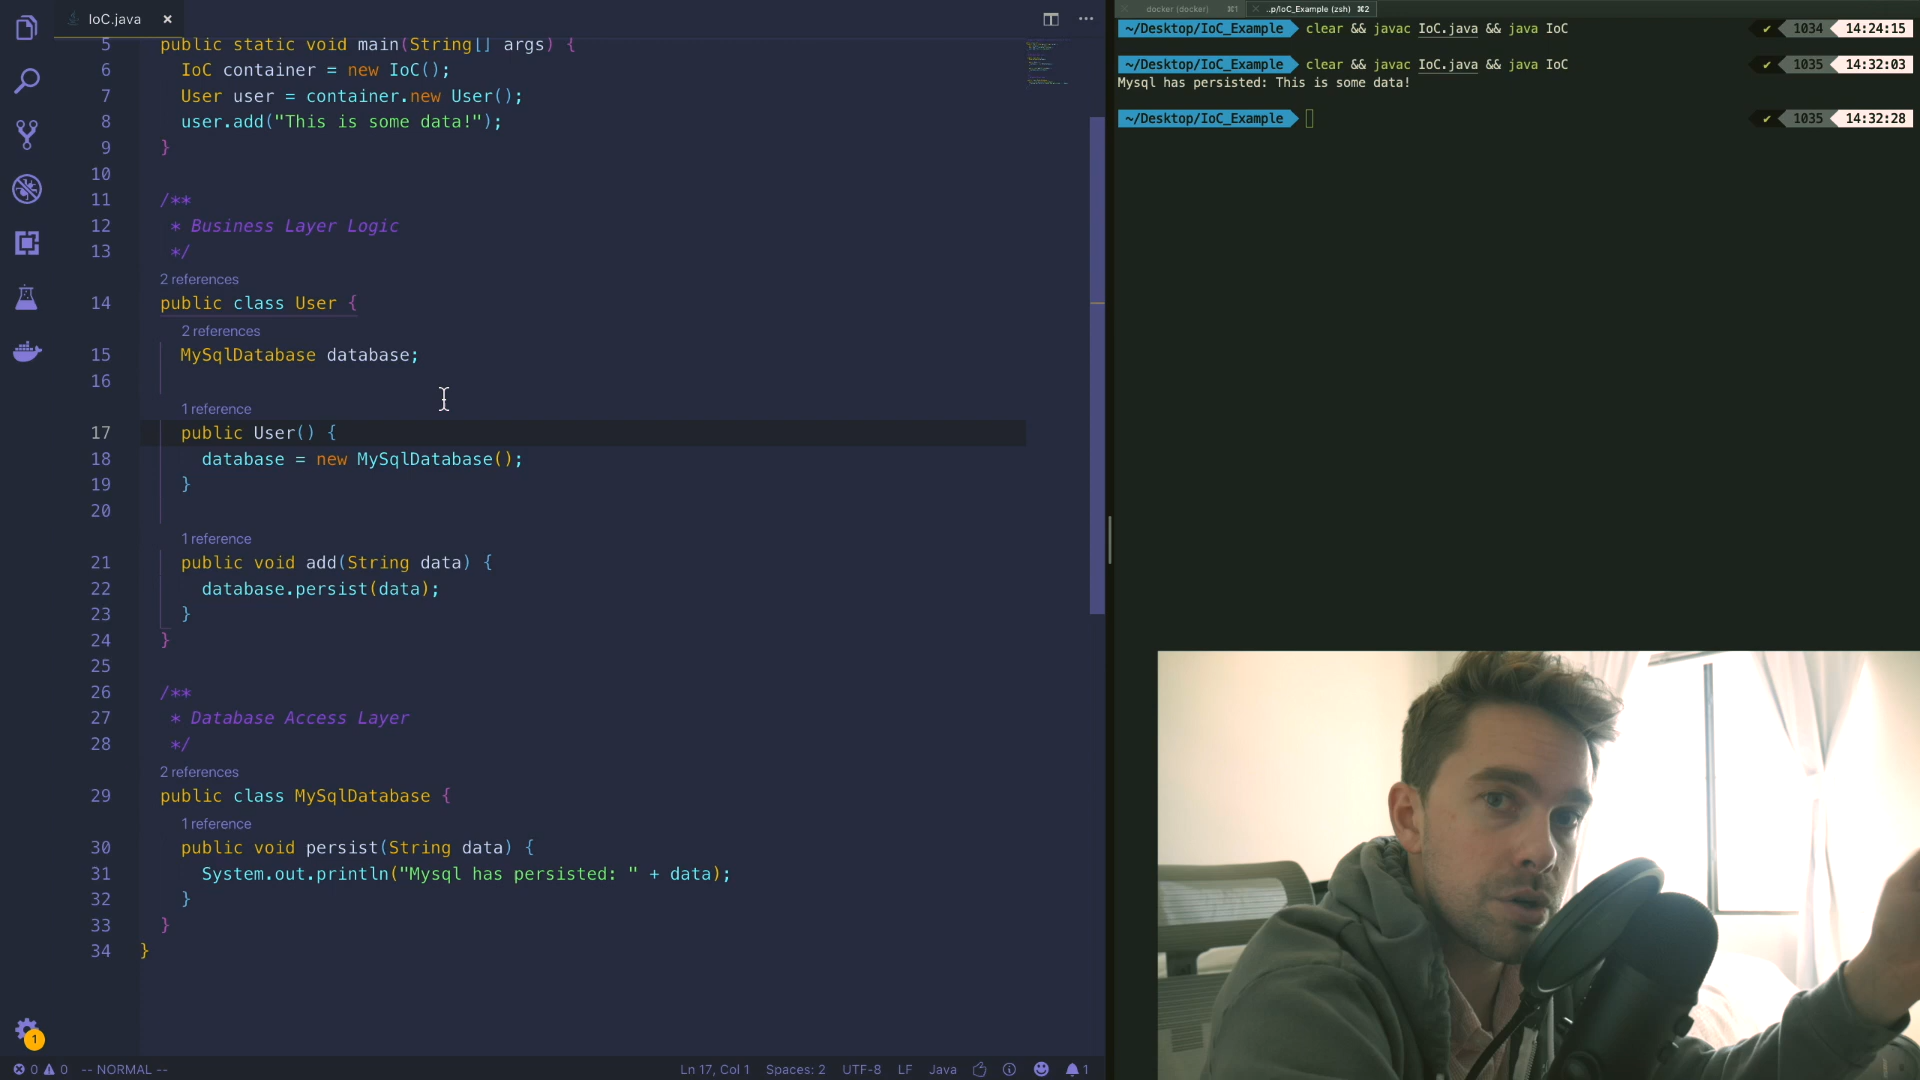 IoC.java
5 public static void main(String[] args) {
6 IoC container = new IoC();
7 User user = container.new User();
8 user.add("This is some data!");
9 }
10
11 /**
12 * Business Layer Logic
13 */
2 references
14 public class User {
2 references
15 MySqlDatabase database;
16
1 reference
17 public User() {
18 database = new MySqlDatabase();
19 }
20
1 reference
21 public void add(String data) {
22 database.persist(data);
23 }
24 }
25
26 /**
27 * Database Access Layer
28 */
2 references
29 public class MySqlDatabase {
1 reference
30 public void persist(String data) {
31 System.out.println("Mysql has persisted: " + data);
32 }
33 }
34 }
1
0 0 -- NORMAL -- Ln 17, Col 1 Spaces: 2 UTF-8 LF Java 1
docker (docker) ⌘1 ..p/IoC_Example (zsh) ⌘2
~/Desktop/IoC_Example clear && javac IoC.java && java IoC ✔ 1034 14:24:15
~/Desktop/IoC_Example clear && javac IoC.java && java IoC ✔ 1035 14:32:03
Mysql has persisted: This is some data!
~/Desktop/IoC_Example ✔ 1035 14:32:28